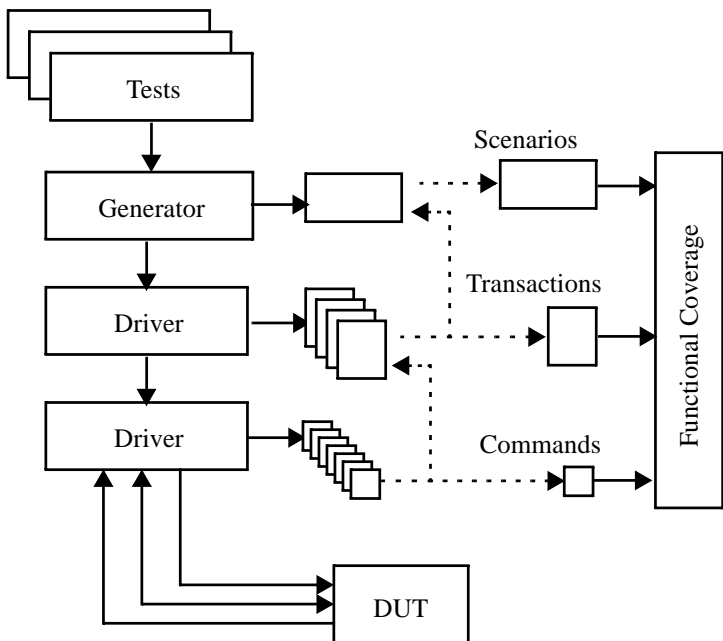 Tests
Scenarios
Generator
Transactions
Driver
Functional Coverage
Driver
Commands
DUT